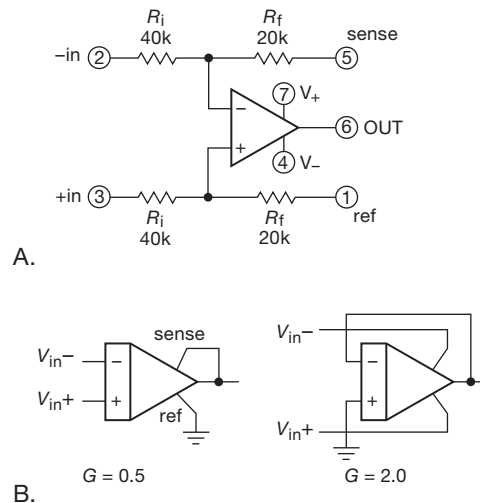 Ri Rf
40k 20k sense
–in 2 5
– 7 V+
6 OUT
+ 4 V–
+in 3 1
Ri Rf ref
40k 20k
A.
sense
Vin– –
Vin+ +
ref
G = 0.5
Vin– –
+
Vin+
G = 2.0
B.